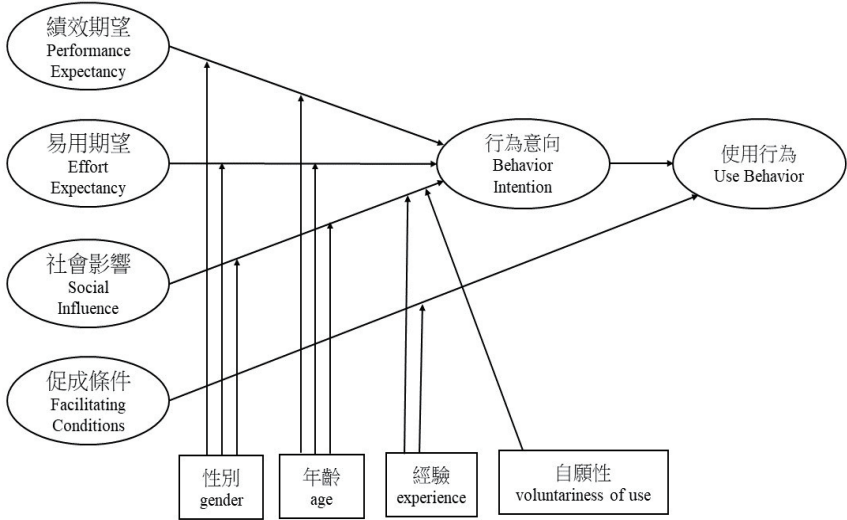 績效期望
Performance
Expectancy
易用期望
Effort
Expectancy
社會影響
Social
Influence
促成條件
Facilitating
Conditions
行為意向
Behavior
Intention
使用行為
Use Behavior
性別
gender
年齡
age
經驗
experience
自願性
voluntariness of use